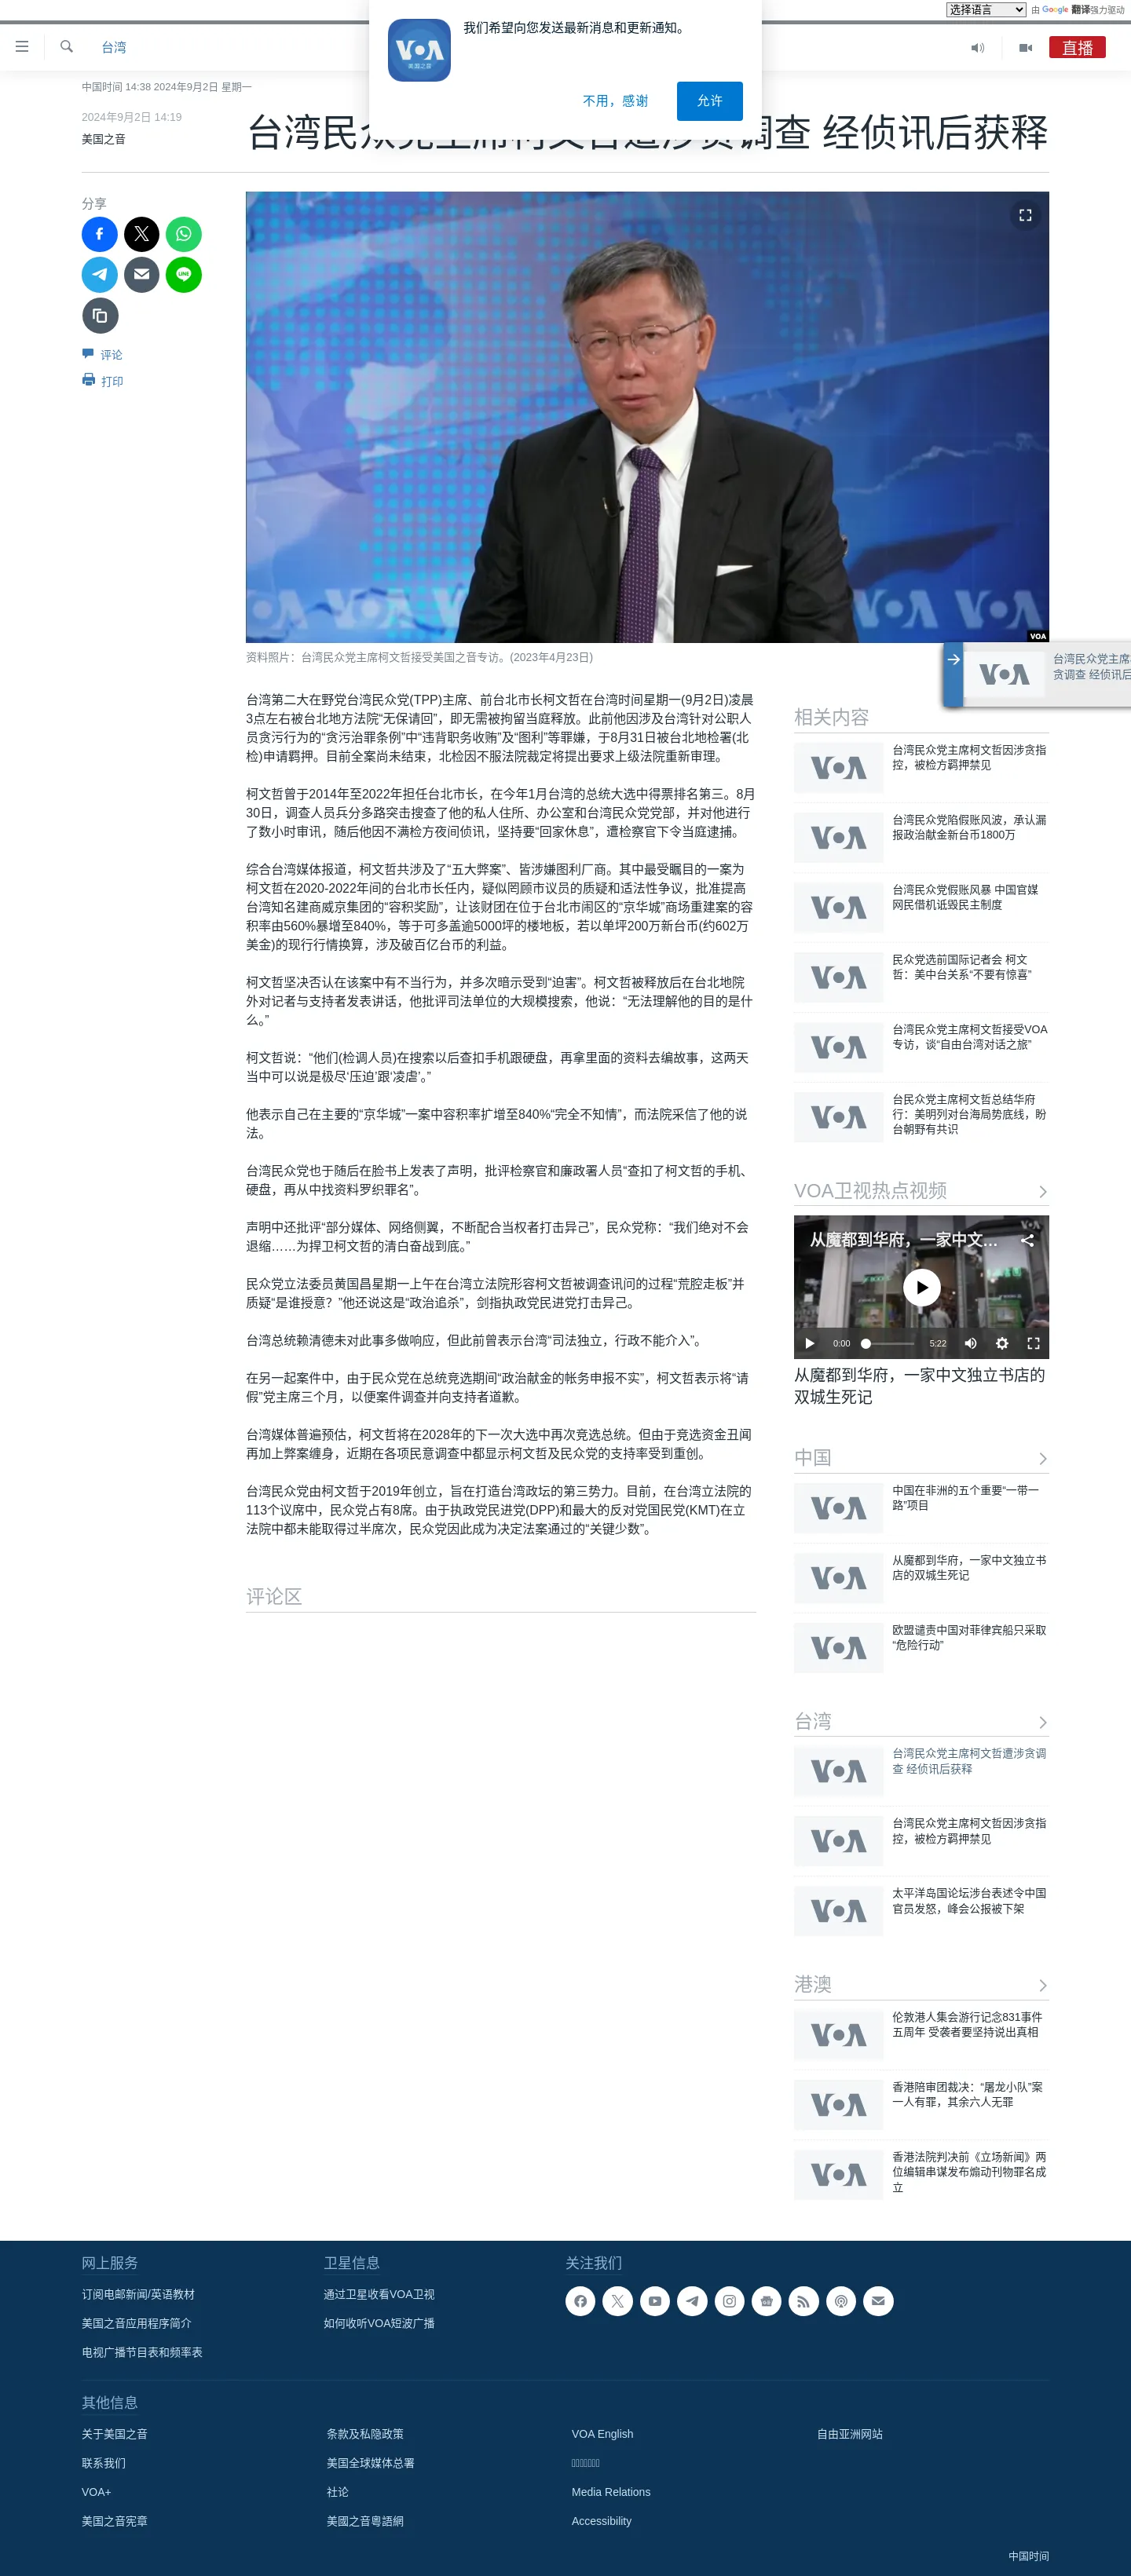 选择语言 由 Google 翻译强力驱动
我们希望向您发送最新消息和更新通知。
VOA
美国之音
不用，感谢
允许
台湾
直播
中国时间 14:38 2024年9月2日 星期一
2024年9月2日 14:19
美国之音
台湾民众党主席柯文哲遭涉贪调查 经侦讯后获释
分享
评论
打印
VOA VOA VOA
VOA
资料照片：台湾民众党主席柯文哲接受美国之音专访。(2023年4月23日)
VOA
台湾民众党主席
贪调查 经侦讯后
台湾第二大在野党台湾民众党(TPP)主席、前台北市长柯文哲在台湾时间星期一(9月2日)凌晨
3点左右被台北地方法院“无保请回”，即无需被拘留当庭释放。此前他因涉及台湾针对公职人
员贪污行为的“贪污治罪条例”中“违背职务收贿”及“图利”等罪嫌，于8月31日被台北地检署(北
检)申请羁押。目前全案尚未结束，北检因不服法院裁定将提出要求上级法院重新审理。
柯文哲曾于2014年至2022年担任台北市长，在今年1月台湾的总统大选中得票排名第三。8月
30日，调查人员兵分多路突击搜查了他的私人住所、办公室和台湾民众党党部，并对他进行
了数小时审讯，随后他因不满检方夜间侦讯，坚持要“回家休息”，遭检察官下令当庭逮捕。
综合台湾媒体报道，柯文哲共涉及了“五大弊案”、皆涉嫌图利厂商。其中最受瞩目的一案为
柯文哲在2020-2022年间的台北市长任内，疑似罔顾市议员的质疑和适法性争议，批准提高
台湾知名建商威京集团的“容积奖励”，让该财团在位于台北市闹区的“京华城”商场重建案的容
积率由560%暴增至840%，等于可多盖逾5000坪的楼地板，若以单坪200万新台币(约602万
美金)的现行行情换算，涉及破百亿台币的利益。
柯文哲坚决否认在该案中有不当行为，并多次暗示受到“迫害”。柯文哲被释放后在台北地院
外对记者与支持者发表讲话，他批评司法单位的大规模搜索，他说：“无法理解他的目的是什
么。”
柯文哲说：“他们(检调人员)在搜索以后查扣手机跟硬盘，再拿里面的资料去编故事，这两天
当中可以说是极尽‘压迫’跟‘凌虐’。”
他表示自己在主要的“京华城”一案中容积率扩增至840%“完全不知情”，而法院采信了他的说
法。
台湾民众党也于随后在脸书上发表了声明，批评检察官和廉政署人员“查扣了柯文哲的手机、
硬盘，再从中找资料罗织罪名”。
声明中还批评“部分媒体、网络侧翼，不断配合当权者打击异己”，民众党称：“我们绝对不会
退缩……为捍卫柯文哲的清白奋战到底。”
民众党立法委员黄国昌星期一上午在台湾立法院形容柯文哲被调查讯问的过程“荒腔走板”并
质疑“是谁授意？”他还说这是“政治追杀”，剑指执政党民进党打击异己。
台湾总统赖清德未对此事多做响应，但此前曾表示台湾“司法独立，行政不能介入”。
在另一起案件中，由于民众党在总统竞选期间“政治献金的帐务申报不实”，柯文哲表示将“请
假”党主席三个月，以便案件调查并向支持者道歉。
台湾媒体普遍预估，柯文哲将在2028年的下一次大选中再次竞选总统。但由于竞选资金丑闻
再加上弊案缠身，近期在各项民意调查中都显示柯文哲及民众党的支持率受到重创。
台湾民众党由柯文哲于2019年创立，旨在打造台湾政坛的第三势力。目前，在台湾立法院的
113个议席中，民众党占有8席。由于执政党民进党(DPP)和最大的反对党国民党(KMT)在立
法院中都未能取得过半席次，民众党因此成为决定法案通过的“关键少数”。
评论区
相关内容
VOA
台湾民众党主席柯文哲因涉贪指
控，被检方羁押禁见
VOA
台湾民众党陷假账风波，承认漏
报政治献金新台币1800万
VOA
台湾民众党假账风暴 中国官媒
网民借机诋毁民主制度
VOA
民众党选前国际记者会 柯文
哲：美中台关系“不要有惊喜”
VOA
台湾民众党主席柯文哲接受VOA
专访，谈“自由台湾对话之旅”
VOA
台民众党主席柯文哲总结华府
行：美明列对台海局势底线，盼
台朝野有共识
VOA卫视热点视频
从魔都到华府，一家中文...
VOA
0:00
5:22
从魔都到华府，一家中文独立书店的
双城生死记
中国
VOA
中国在非洲的五个重要“一带一
路”项目
VOA
从魔都到华府，一家中文独立书
店的双城生死记
VOA
欧盟谴责中国对菲律宾船只采取
“危险行动”
台湾
VOA
台湾民众党主席柯文哲遭涉贪调
查 经侦讯后获释
VOA
台湾民众党主席柯文哲因涉贪指
控，被检方羁押禁见
VOA
太平洋岛国论坛涉台表述令中国
官员发怒，峰会公报被下架
港澳
VOA
伦敦港人集会游行记念831事件
五周年 受袭者要坚持说出真相
VOA
香港陪审团裁决：“屠龙小队”案
一人有罪，其余六人无罪
VOA
香港法院判决前《立场新闻》两
位编辑串谋发布煽动刊物罪名成
立
网上服务
订阅电邮新闻/英语教材
美国之音应用程序简介
电视广播节目表和频率表
卫星信息
通过卫星收看VOA卫视
如何收听VOA短波广播
关注我们
其他信息
关于美国之音
联系我们
VOA+
美国之音宪章
条款及私隐政策
美国全球媒体总署
社论
美國之音粵語網
VOA English
Media Relations
Accessibility
自由亚洲网站
中国时间